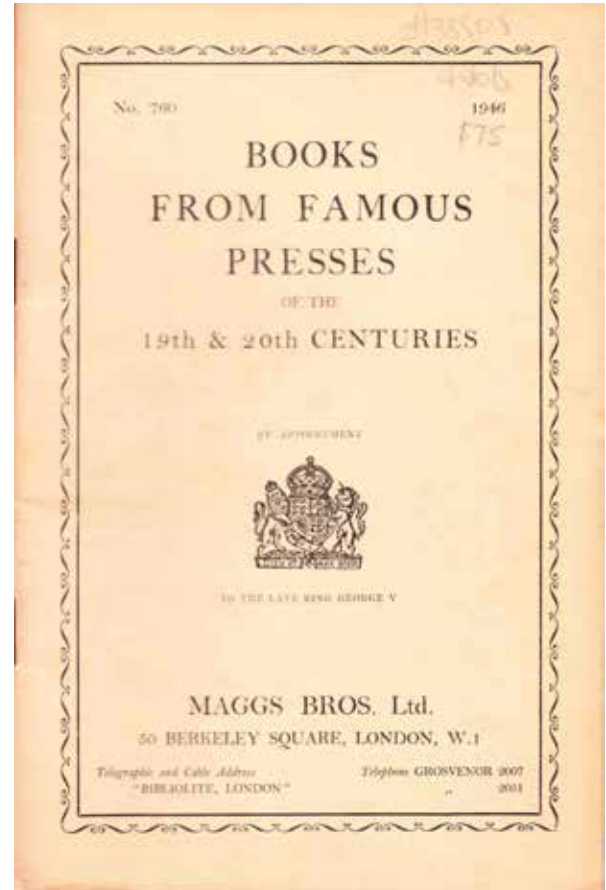 No. 760 1946
$75
BOOKS
FROM FAMOUS
PRESSES
OF THE
19th & 20th CENTURIES
BY APPOINTMENT
TO THE LATE KING GEORGE V
MAGGS BROS. Ltd.
50 BERKELEY SQUARE, LONDON, W.1
Telegraphic and Cable Address Telephone GROSVENOR 2007
"BIBLIOLITE, LONDON" „ 2051